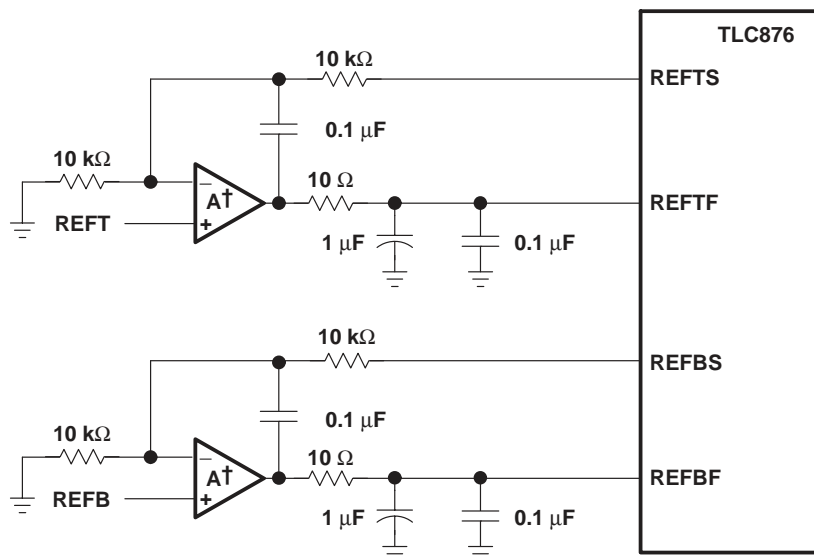 TLC876
10 kΩ
REFTS
0.1 μF
10 kΩ
−
A†
+
10 Ω
REFTF
REFT
1 μF
0.1 μF
10 kΩ
REFBS
0.1 μF
10 kΩ
−
A†
+
10 Ω
REFBF
REFB
1 μF
0.1 μF